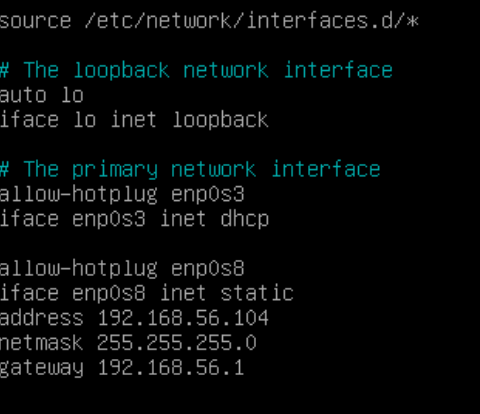 source /etc/network/interfaces.d/*
# The loopback network interface
auto lo
iface lo inet loopback
# The primary network interface
allow-hotplug enp0s3
iface enp0s3 inet dhcp
allow-hotplug enp0s8
iface enp0s8 inet static
address 192.168.56.104
netmask 255.255.255.0
gateway 192.168.56.1